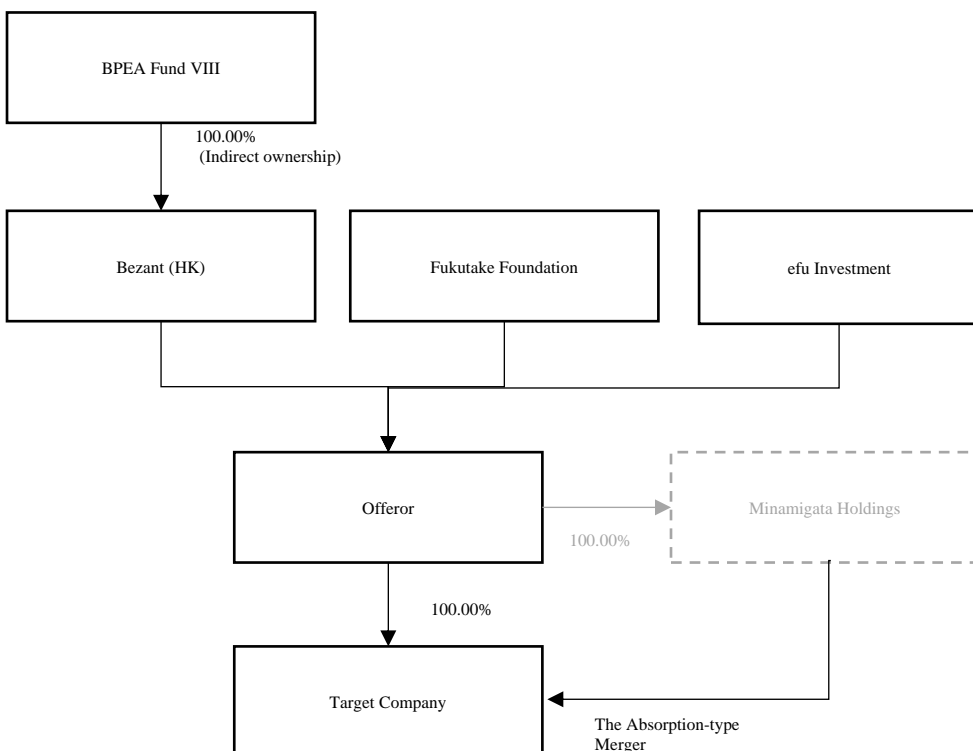 BPEA Fund VIII
100.00%
(Indirect ownership)
Bezant (HK)
Fukutake Foundation
efu Investment
Offeror
Minamigata Holdings
100.00%
100.00%
Target Company
The Absorption-type
Merger